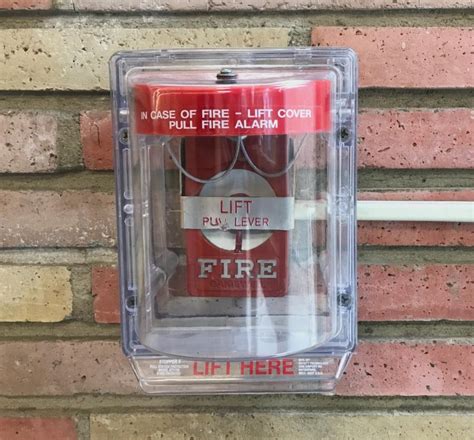 IN CASE OF FIRE - LIFT COVER
PULL FIRE ALARM
LIFT
PULL LEVER
FIRE
LIFT HERE